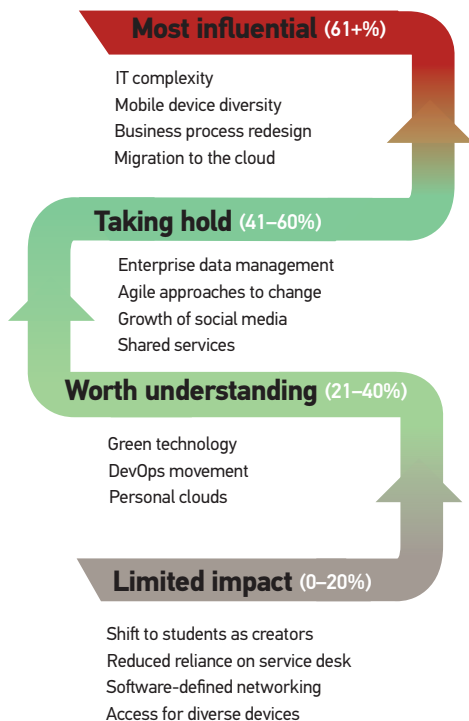 Most influential (61+%)
IT complexity
Mobile device diversity
Business process redesign
Migration to the cloud
Taking hold (41–60%)
Enterprise data management
Agile approaches to change
Growth of social media
Shared services
Worth understanding (21–40%)
Green technology
DevOps movement
Personal clouds
Limited impact (0–20%)
Shift to students as creators
Reduced reliance on service desk
Software-defined networking
Access for diverse devices